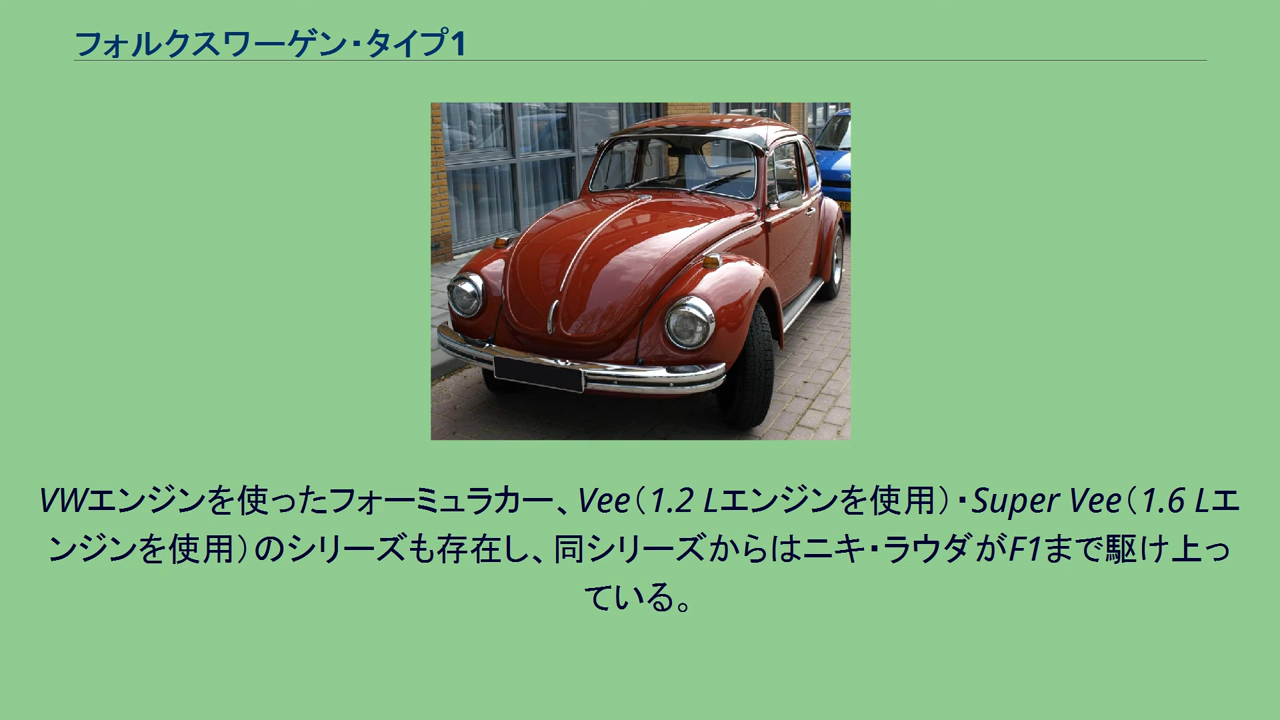 フォルクスワーゲン・タイプ1
VWエンジンを使ったフォーミュラカー、Vee（1.2 Lエンジンを使用）・Super Vee（1.6 Lエ
ンジンを使用）のシリーズも存在し、同シリーズからはニキ・ラウダがF1まで駆け上っ
ている。